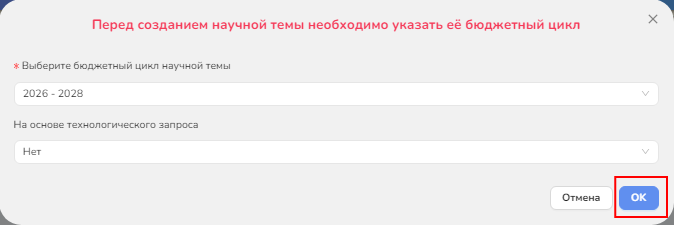 Перед созданием научной темы необходимо указать её бюджетный цикл
* Выберите бюджетный цикл научной темы
2026 - 2028
На основе технологического запроса
Нет
Отмена
OK